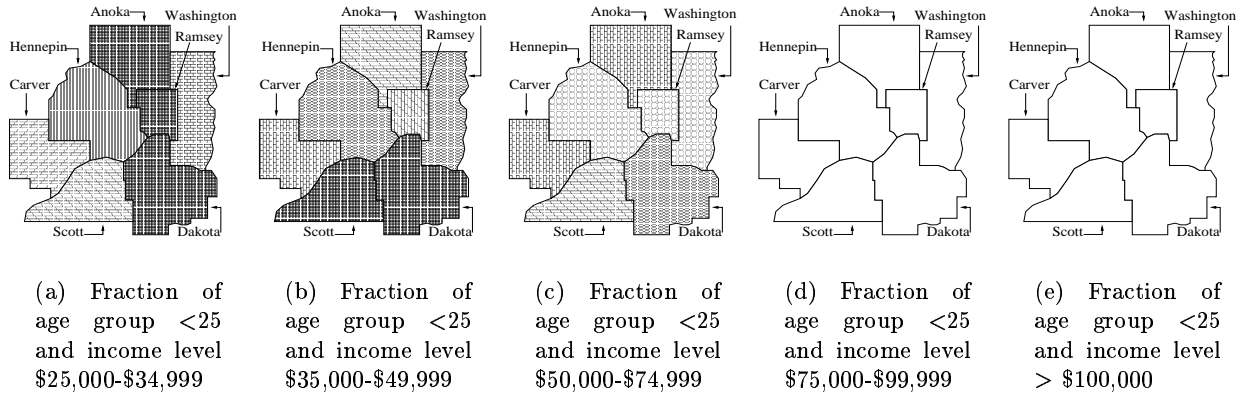 Anoka Washington
Ramsey
Hennepin
Carver
Scott Dakota
Anoka Washington
Ramsey
Hennepin
Carver
Scott Dakota
Anoka Washington
Ramsey
Hennepin
Carver
Scott Dakota
Anoka Washington
Ramsey
Hennepin
Carver
Scott Dakota
Anoka Washington
Ramsey
Hennepin
Carver
Scott Dakota
(a) Fraction of
age group <25
and income level
$25,000-$34,999
(b) Fraction of
age group <25
and income level
$35,000-$49,999
(c) Fraction of
age group <25
and income level
$50,000-$74,999
(d) Fraction of
age group <25
and income level
$75,000-$99,999
(e) Fraction of
age group <25
and income level
> $100,000